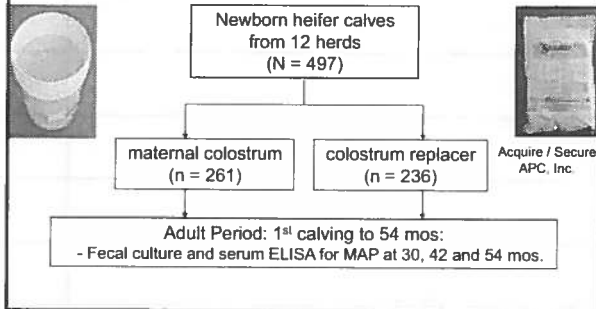 Newborn heifer calves
from 12 herds
(N = 497)
maternal colostrum
(n = 261)
colostrum replacer
(n = 236)
Acquire / Secure
APC, Inc.
Adult Period: 1st calving to 54 mos:
- Fecal culture and serum ELISA for MAP at 30, 42 and 54 mos.